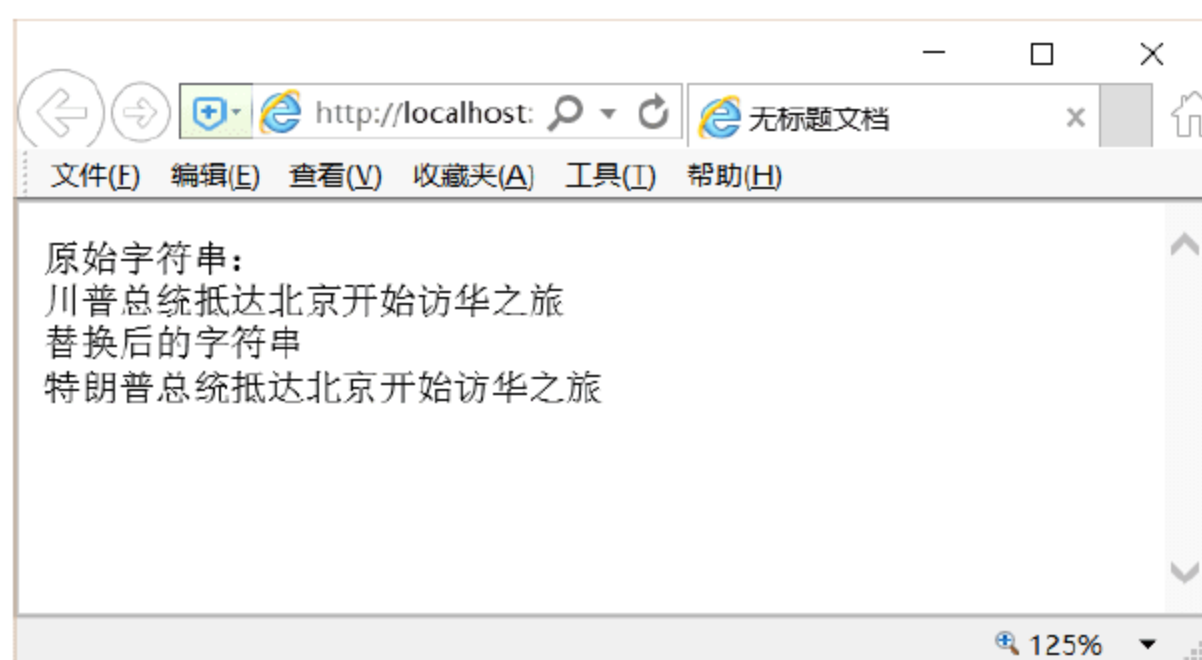 http://localhost:
无标题文档
文件(F) 编辑(E) 查看(V) 收藏夹(A) 工具(T) 帮助(H)
原始字符串：
川普总统抵达北京开始访华之旅
替换后的字符串
特朗普总统抵达北京开始访华之旅
125%